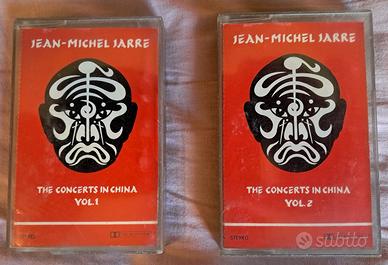 JEAN-MICHEL JARRE
THE CONCERTS IN CHINA
VOL.1
JEAN-MICHEL JARRE
THE CONCERTS IN CHINA
VOL.2
STEREO
subito